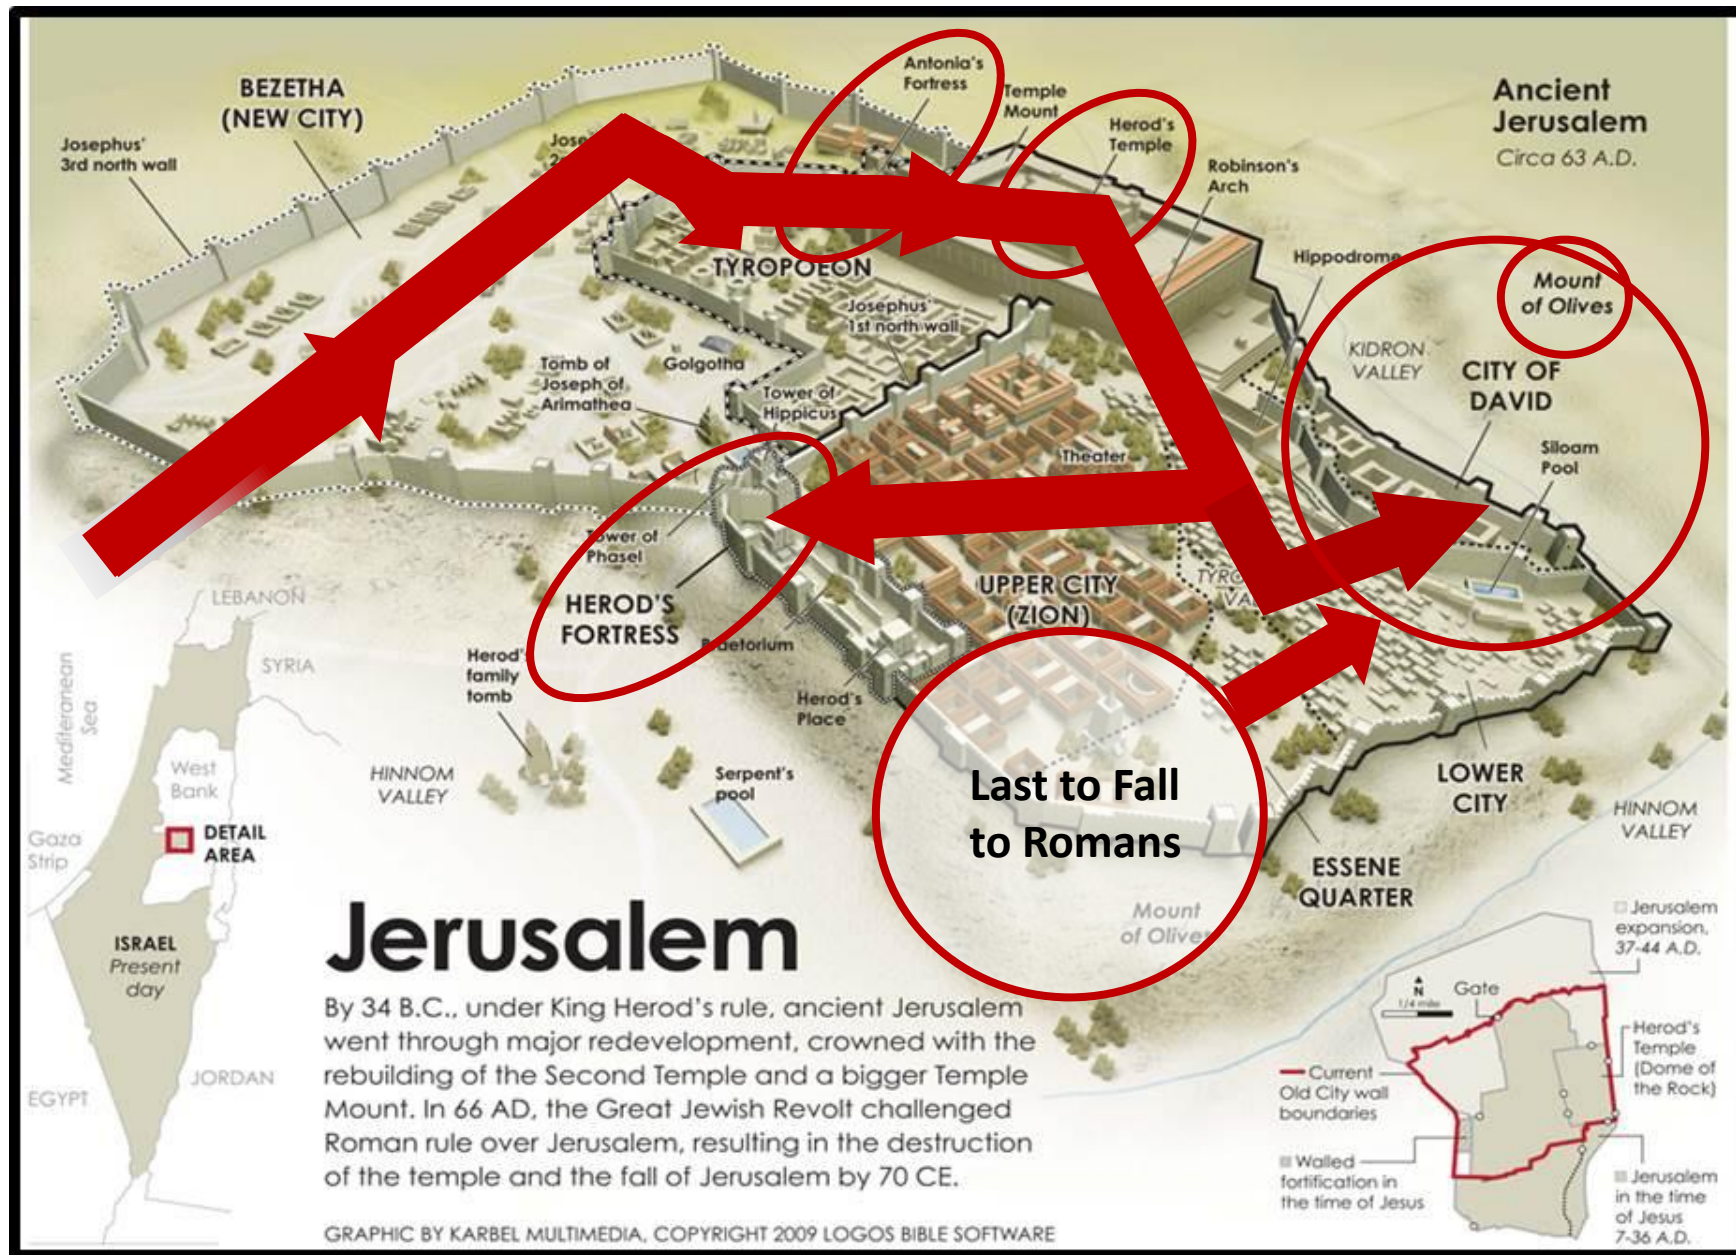 Ancient
Jerusalem
Circa 63 A.D.
BEZETHA
(NEW CITY)
Josephus'
3rd north wall
Antonia's
Fortress
Temple
Mount
Herod's
Temple
Robinson's
Arch
Hippodrome
Mount
of Olives
KIDRON
VALLEY
CITY OF
DAVID
Siloam
Pool
TYROPOEON
Josephus'
1st north wall
Golgotha
Tomb of
Joseph of
Arimathea
Tower of
Hippicus
Theater
Tower of
Phasel
HEROD'S
FORTRESS
UPPER CITY
(ZION)
Praetorium
Herod's
Place
Herod's
family
tomb
HINNOM
VALLEY
Serpent's
pool
Last to Fall
to Romans
LOWER
CITY
HINNOM
VALLEY
ESSENE
QUARTER
Mount
of Olives
LEBANON
SYRIA
Mediteranean
Sea
West
Bank
Gaza
Strip
DETAIL
AREA
ISRAEL
Present
day
JORDAN
EGYPT
Jerusalem
By 34 B.C., under King Herod's rule, ancient Jerusalem
went through major redevelopment, crowned with the
rebuilding of the Second Temple and a bigger Temple
Mount. In 66 AD, the Great Jewish Revolt challenged
Roman rule over Jerusalem, resulting in the destruction
of the temple and the fall of Jerusalem by 70 CE.
GRAPHIC BY KARBEL MULTIMEDIA, COPYRIGHT 2009 LOGOS BIBLE SOFTWARE
Jerusalem
expansion,
37-44 A.D.
N
1/4 mile
Gate
Herod's
Temple
(Dome of
the Rock)
Current
Old City wall
boundaries
Walled
fortification in
the time of Jesus
Jerusalem
in the time
of Jesus
7-36 A.D.